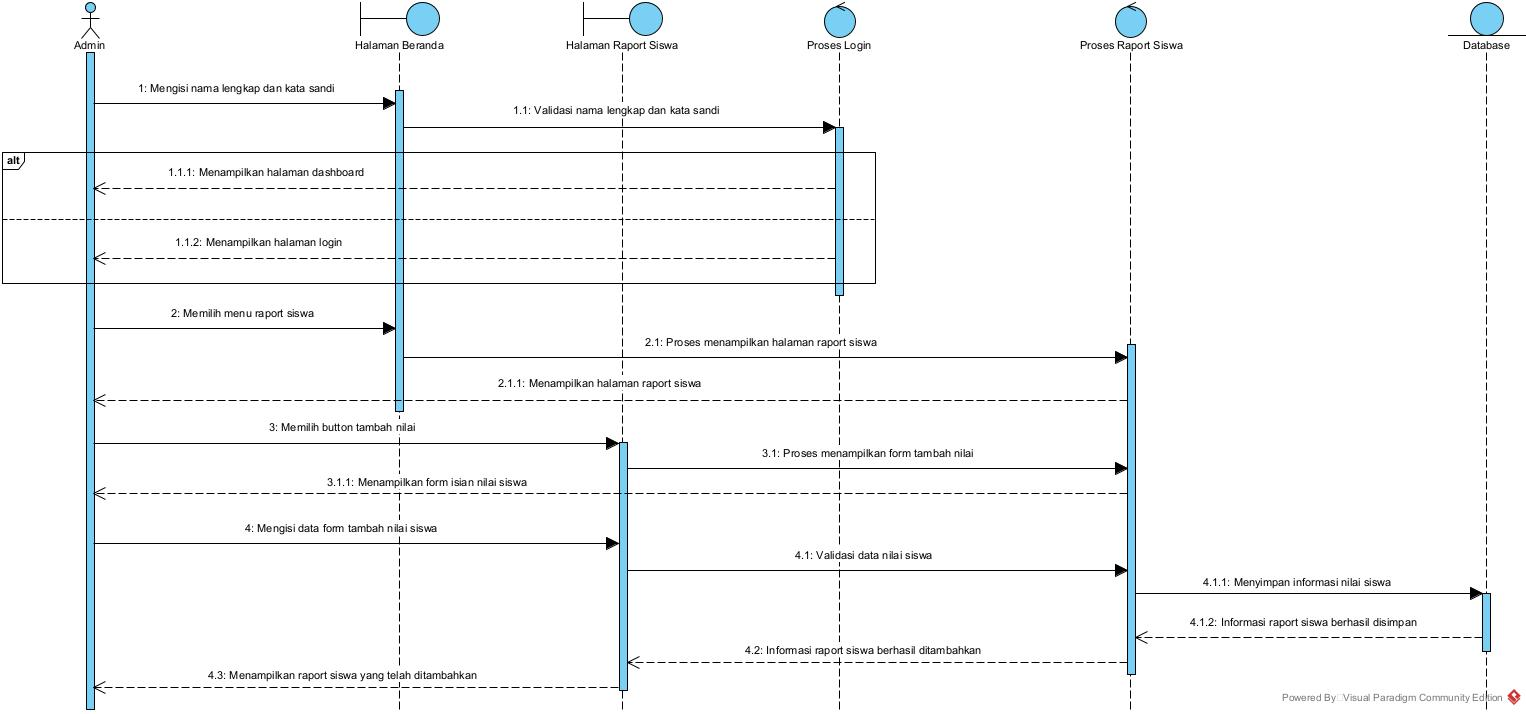 Admin
Halaman Beranda
Halaman Raport Siswa
Proses Login
Proses Raport Siswa
Database
1: Mengisi nama lengkap dan kata sandi
1.1: Validasi nama lengkap dan kata sandi
alt
1.1.1: Menampilkan halaman dashboard
1.1.2: Menampilkan halaman login
2: Memilih menu raport siswa
2.1: Proses menampilkan halaman raport siswa
2.1.1: Menampilkan halaman raport siswa
3: Memilih button tambah nilai
3.1: Proses menampilkan form tambah nilai
3.1.1: Menampilkan form isian nilai siswa
4: Mengisi data form tambah nilai siswa
4.1: Validasi data nilai siswa
4.1.1: Menyimpan informasi nilai siswa
4.1.2: Informasi raport siswa berhasil disimpan
4.2: Informasi raport siswa berhasil ditambahkan
4.3: Menampilkan raport siswa yang telah ditambahkan
Powered By Visual Paradigm Community Edition